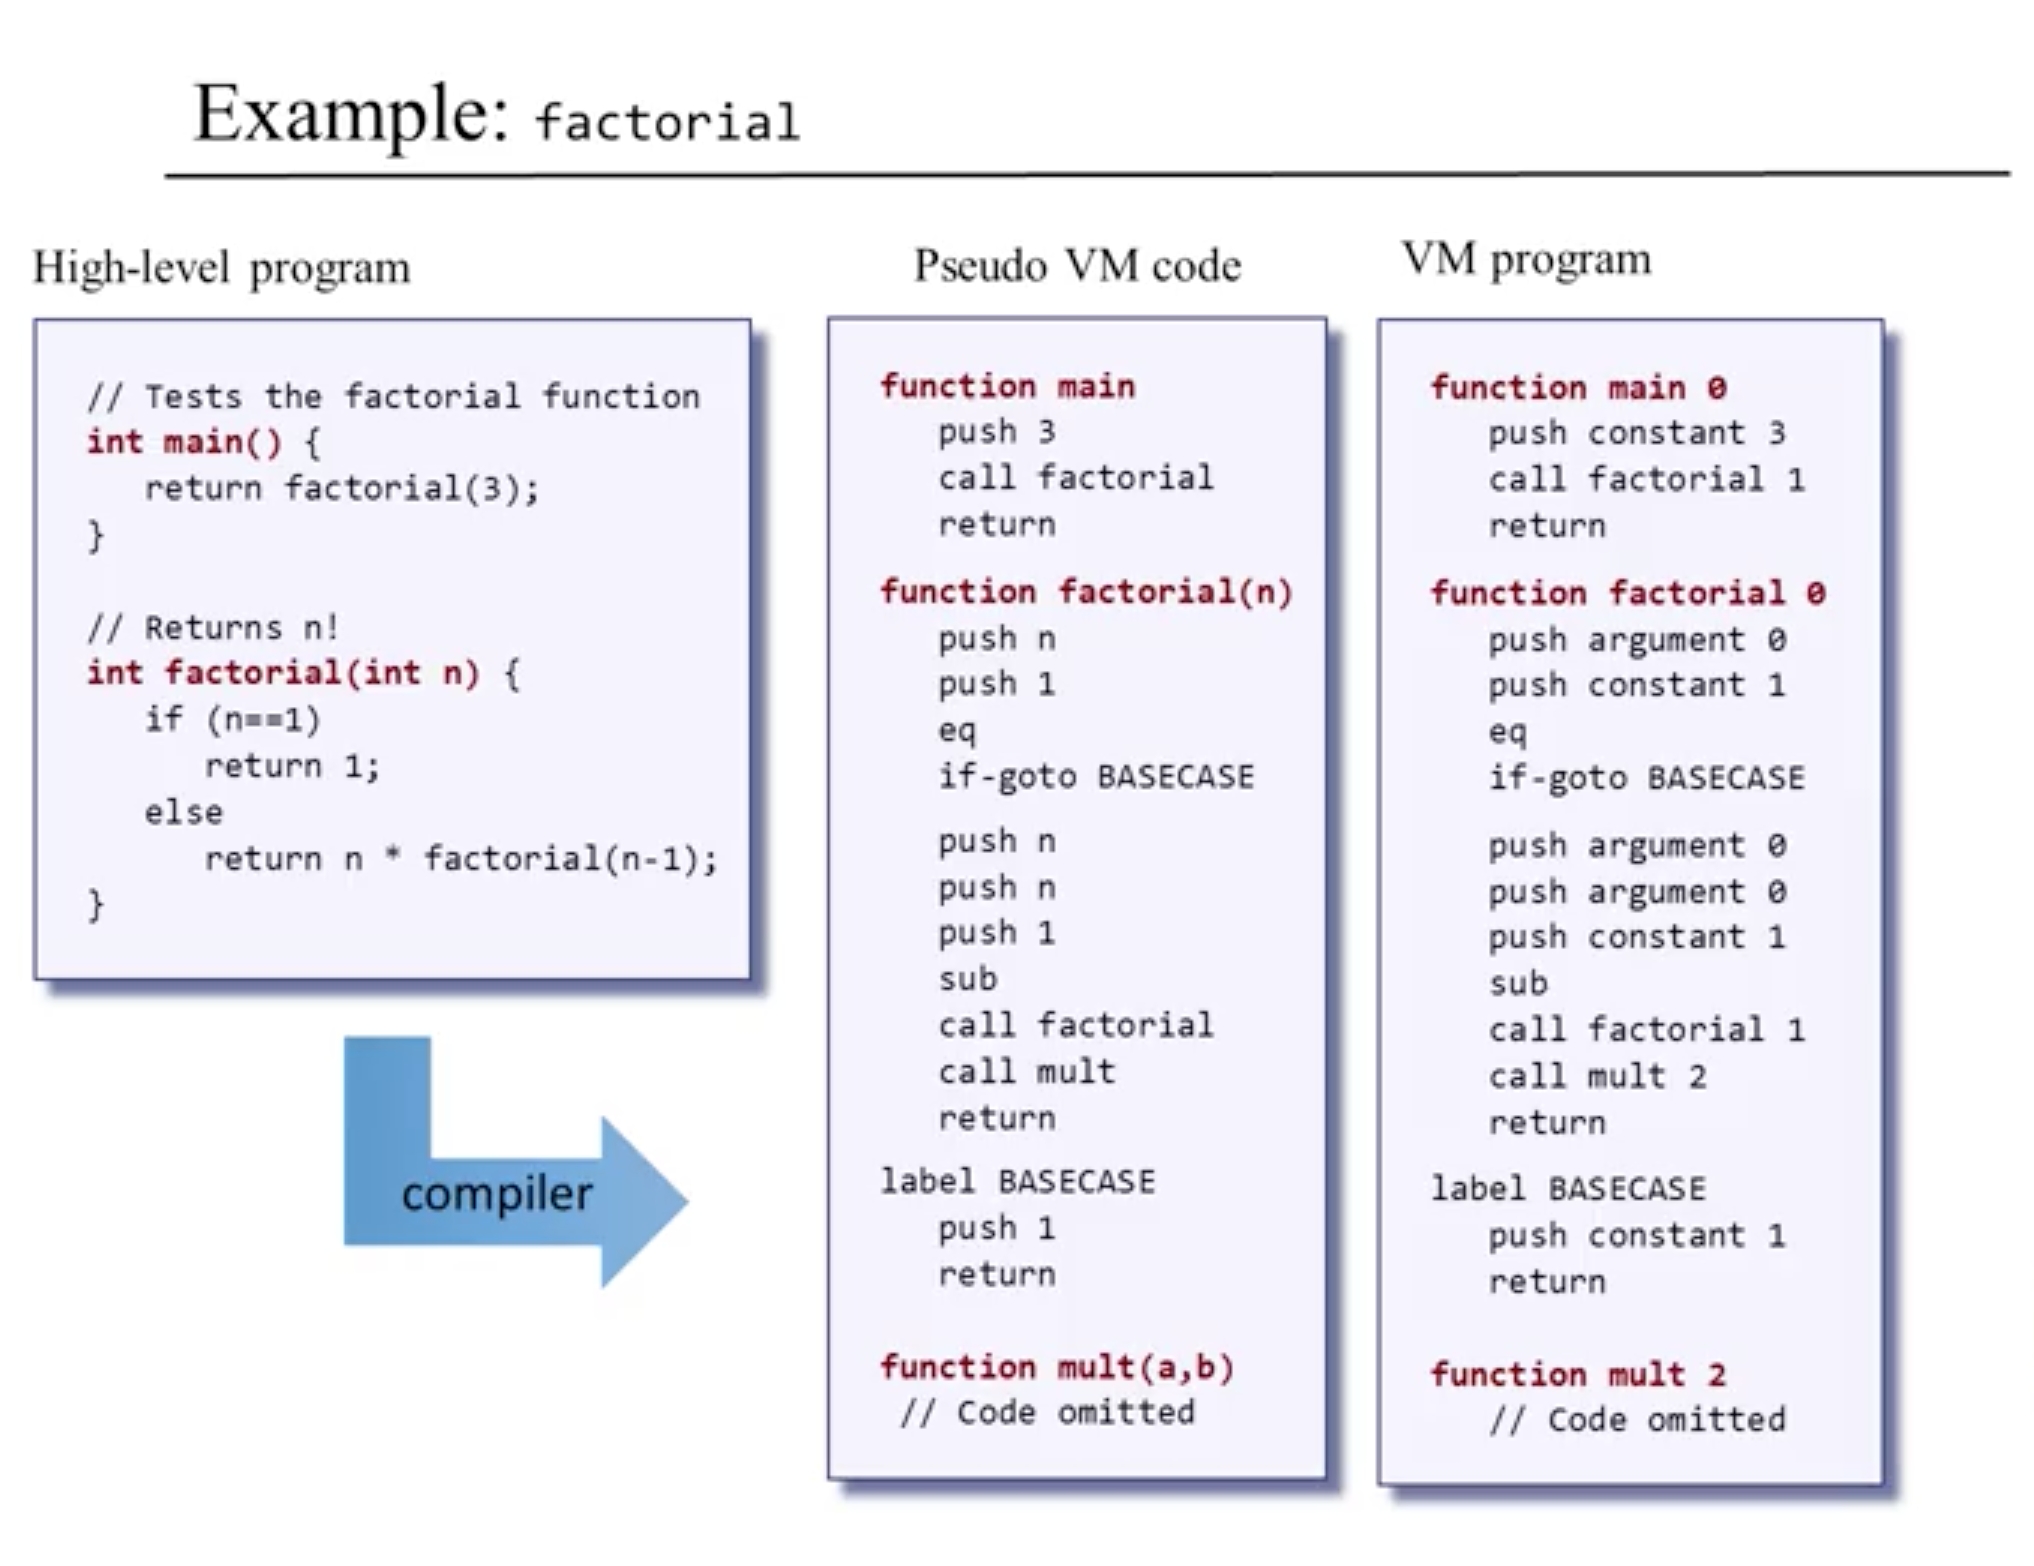 Example: factorial
High-level program
// Tests the factorial function
int main() {
   return factorial(3);
}
// Returns n!
int factorial(int n) {
   if (n==1)
      return 1;
   else
      return n * factorial(n-1);
}
compiler
Pseudo VM code
function main
   push 3
   call factorial
   return
function factorial(n)
   push n
   push 1
   eq
   if-goto BASECASE
   push n
   push n
   push 1
   sub
   call factorial
   call mult
   return
label BASECASE
   push 1
   return
function mult(a,b)
 // Code omitted
VM program
function main 0
   push constant 3
   call factorial 1
   return
function factorial 0
   push argument 0
   push constant 1
   eq
   if-goto BASECASE
   push argument 0
   push argument 0
   push constant 1
   sub
   call factorial 1
   call mult 2
   return
label BASECASE
   push constant 1
   return
function mult 2
   // Code omitted